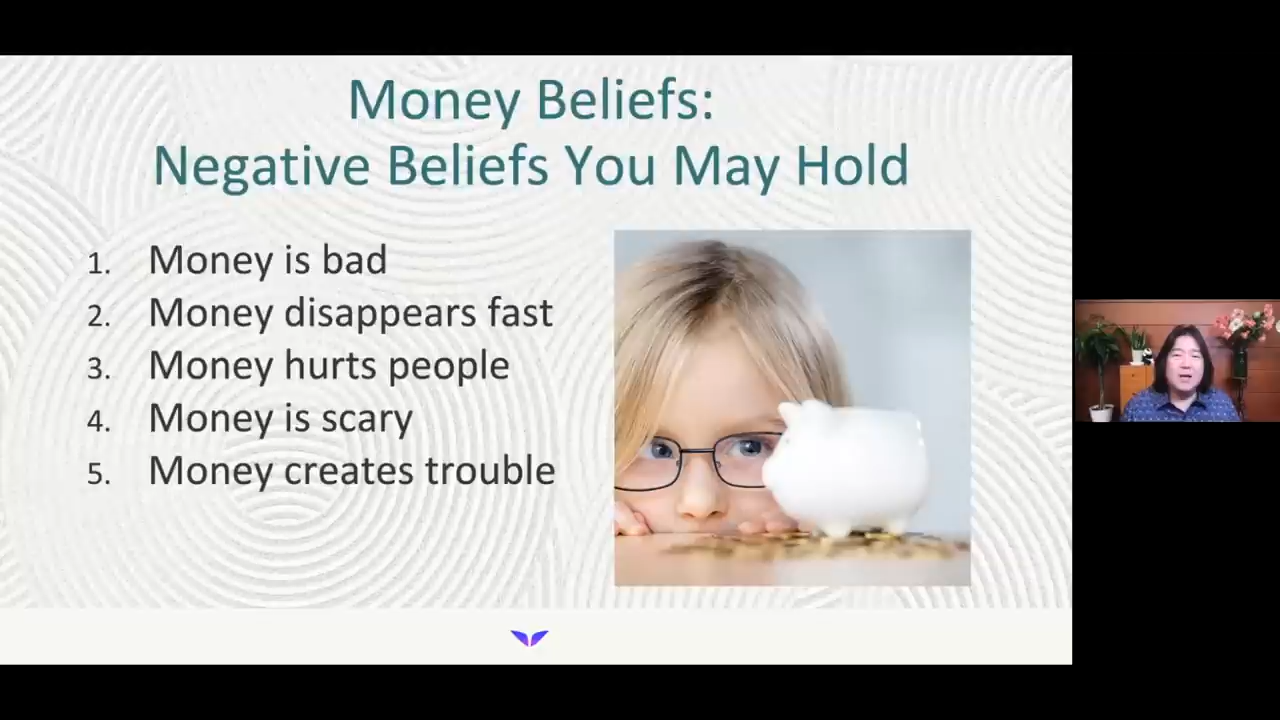 Money Beliefs:
Negative Beliefs You May Hold
1. Money is bad
2. Money disappears fast
3. Money hurts people
4. Money is scary
5. Money creates trouble